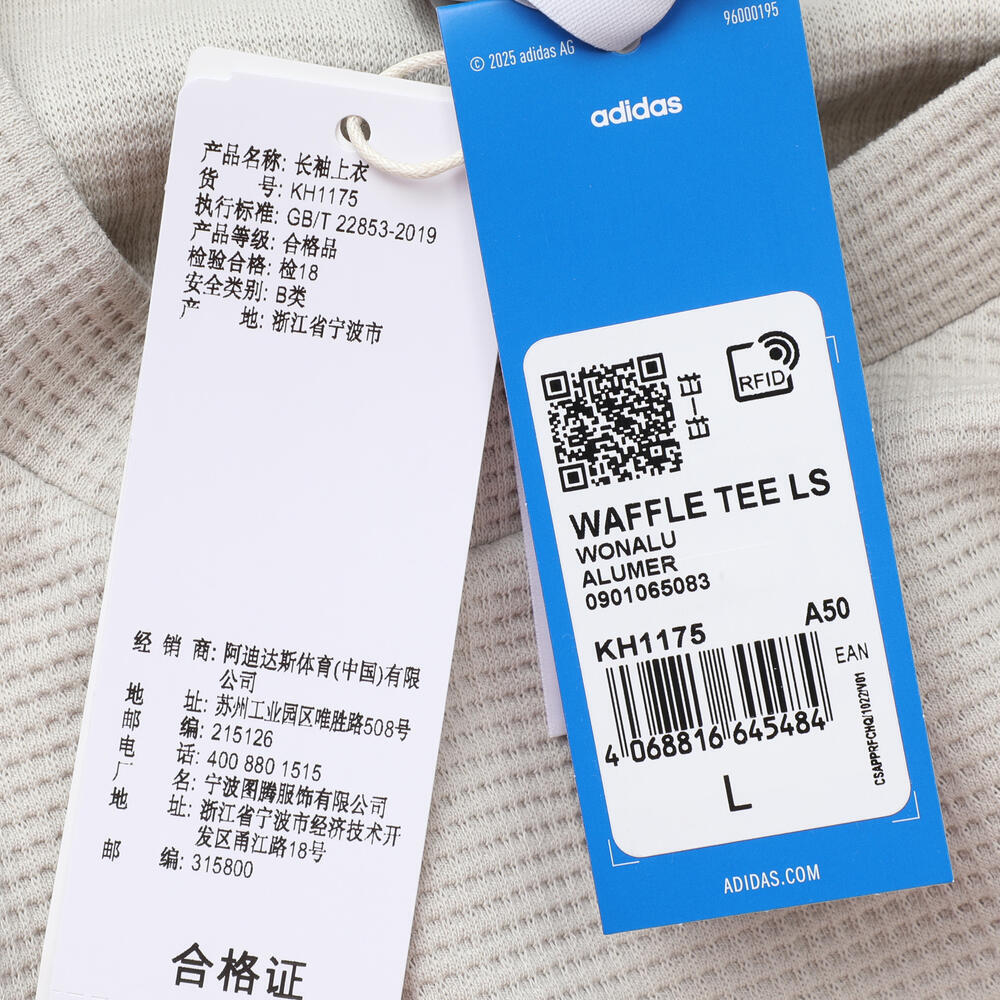 产品名称: 长袖上衣
货 号: KH1175
执行标准: GB/T 22853-2019
产品等级: 合格品
检验合格: 检18
安全类别: B类
产 地: 浙江省宁波市
经 销 商: 阿迪达斯体育(中国)有限
公司
地 址: 苏州工业园区唯胜路508号
邮 编: 215126
电 话: 400 880 1515
厂 名: 宁波图腾服饰有限公司
地 址: 浙江省宁波市经济技术开
发区甬江路18号
邮 编: 315800
合格证
96000195
© 2025 adidas AG
adidas
RFID
WAFFLE TEE LS
WONALU
ALUMER
0901065083
KH1175
A50
EAN
4 068816 645484
L
CSAPPRFCHQ/1022/V01
ADIDAS.COM